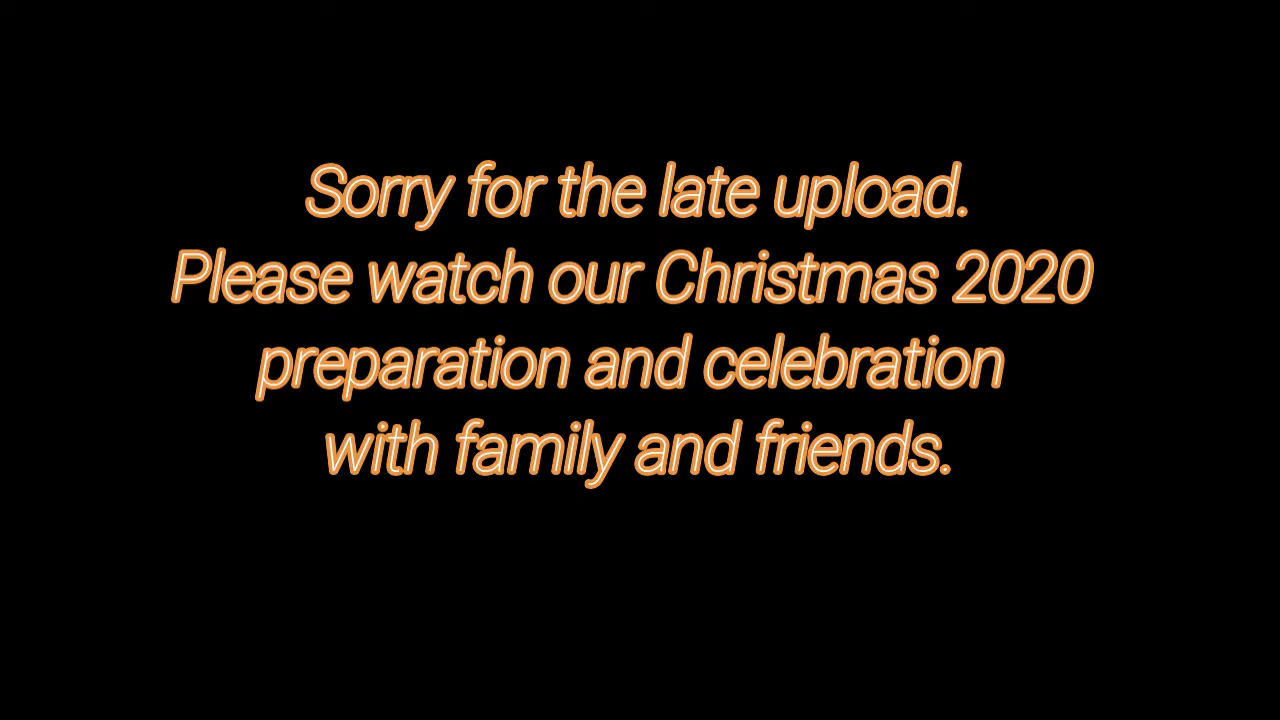 Sorry for the late upload.
Please watch our Christmas 2020
preparation and celebration
with family and friends.